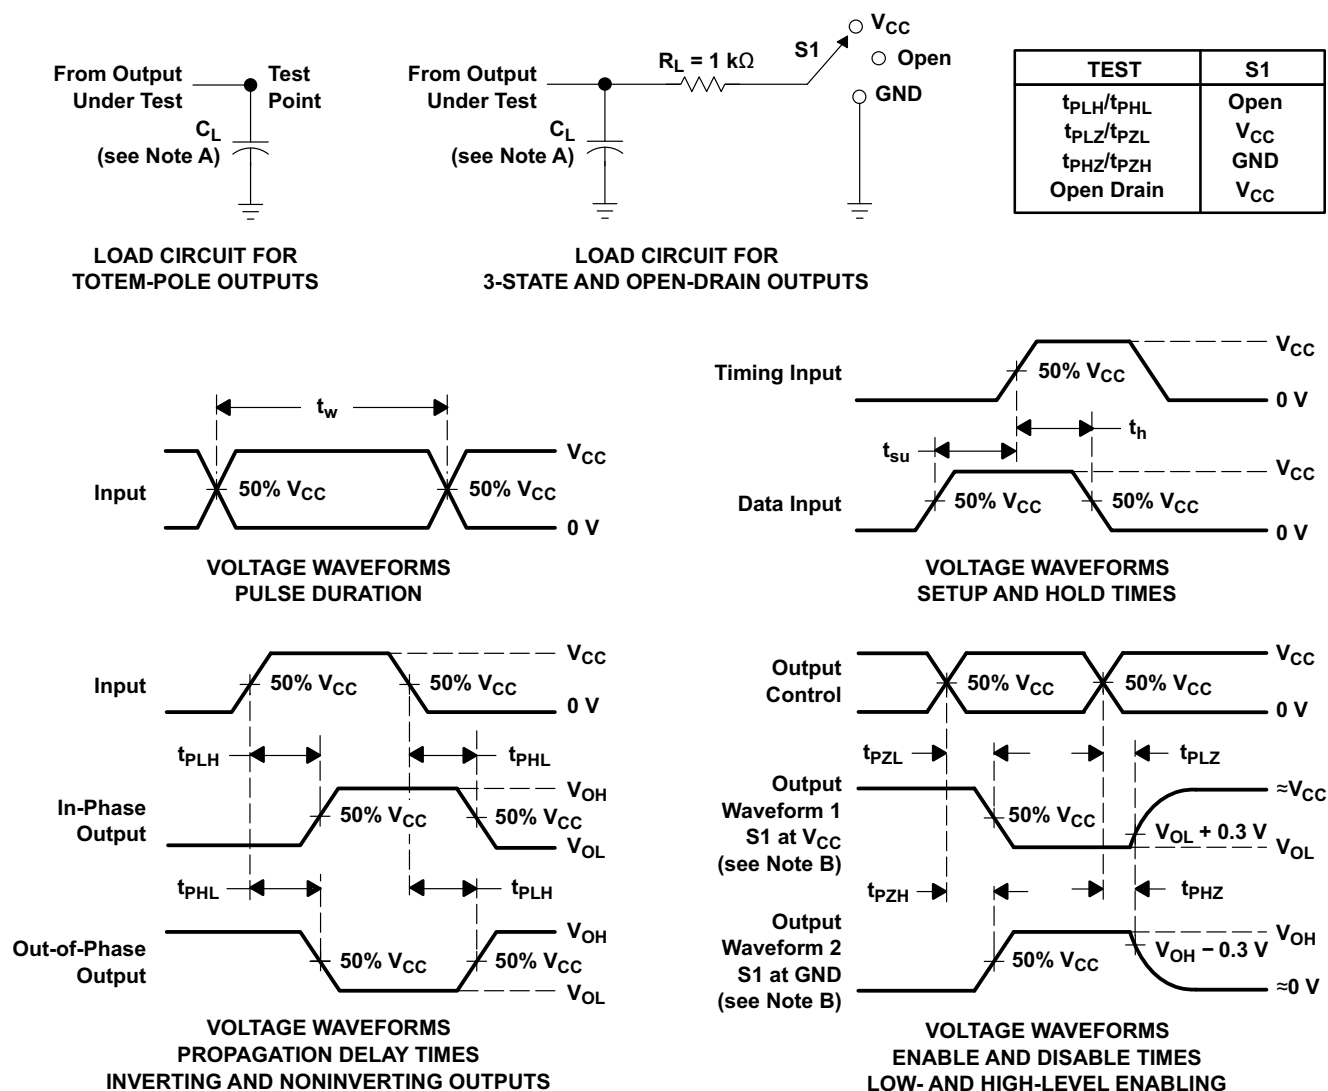 From Output
Under Test
Test
Point
C_L
(see Note A)
LOAD CIRCUIT FOR
TOTEM-POLE OUTPUTS
From Output
Under Test
R_L = 1 kΩ
S1
V_CC
Open
GND
C_L
(see Note A)
LOAD CIRCUIT FOR
3-STATE AND OPEN-DRAIN OUTPUTS
TEST S1
t_PLH/t_PHL Open
t_PLZ/t_PZL V_CC
t_PHZ/t_PZH GND
Open Drain V_CC
t_w
Input
50% V_CC
50% V_CC
V_CC
0 V
VOLTAGE WAVEFORMS
PULSE DURATION
Timing Input
50% V_CC
V_CC
0 V
t_su
t_h
Data Input
50% V_CC
50% V_CC
V_CC
0 V
VOLTAGE WAVEFORMS
SETUP AND HOLD TIMES
Input
50% V_CC
50% V_CC
V_CC
0 V
t_PLH
t_PHL
In-Phase
Output
50% V_CC
50% V_CC
V_OH
V_OL
t_PHL
t_PLH
Out-of-Phase
Output
50% V_CC
50% V_CC
V_OH
V_OL
VOLTAGE WAVEFORMS
PROPAGATION DELAY TIMES
INVERTING AND NONINVERTING OUTPUTS
Output
Control
50% V_CC
50% V_CC
V_CC
0 V
t_PZL
t_PLZ
Output
Waveform 1
S1 at V_CC
(see Note B)
50% V_CC
V_OL + 0.3 V
≈V_CC
V_OL
t_PZH
t_PHZ
Output
Waveform 2
S1 at GND
(see Note B)
50% V_CC
V_OH − 0.3 V
V_OH
≈0 V
VOLTAGE WAVEFORMS
ENABLE AND DISABLE TIMES
LOW- AND HIGH-LEVEL ENABLING